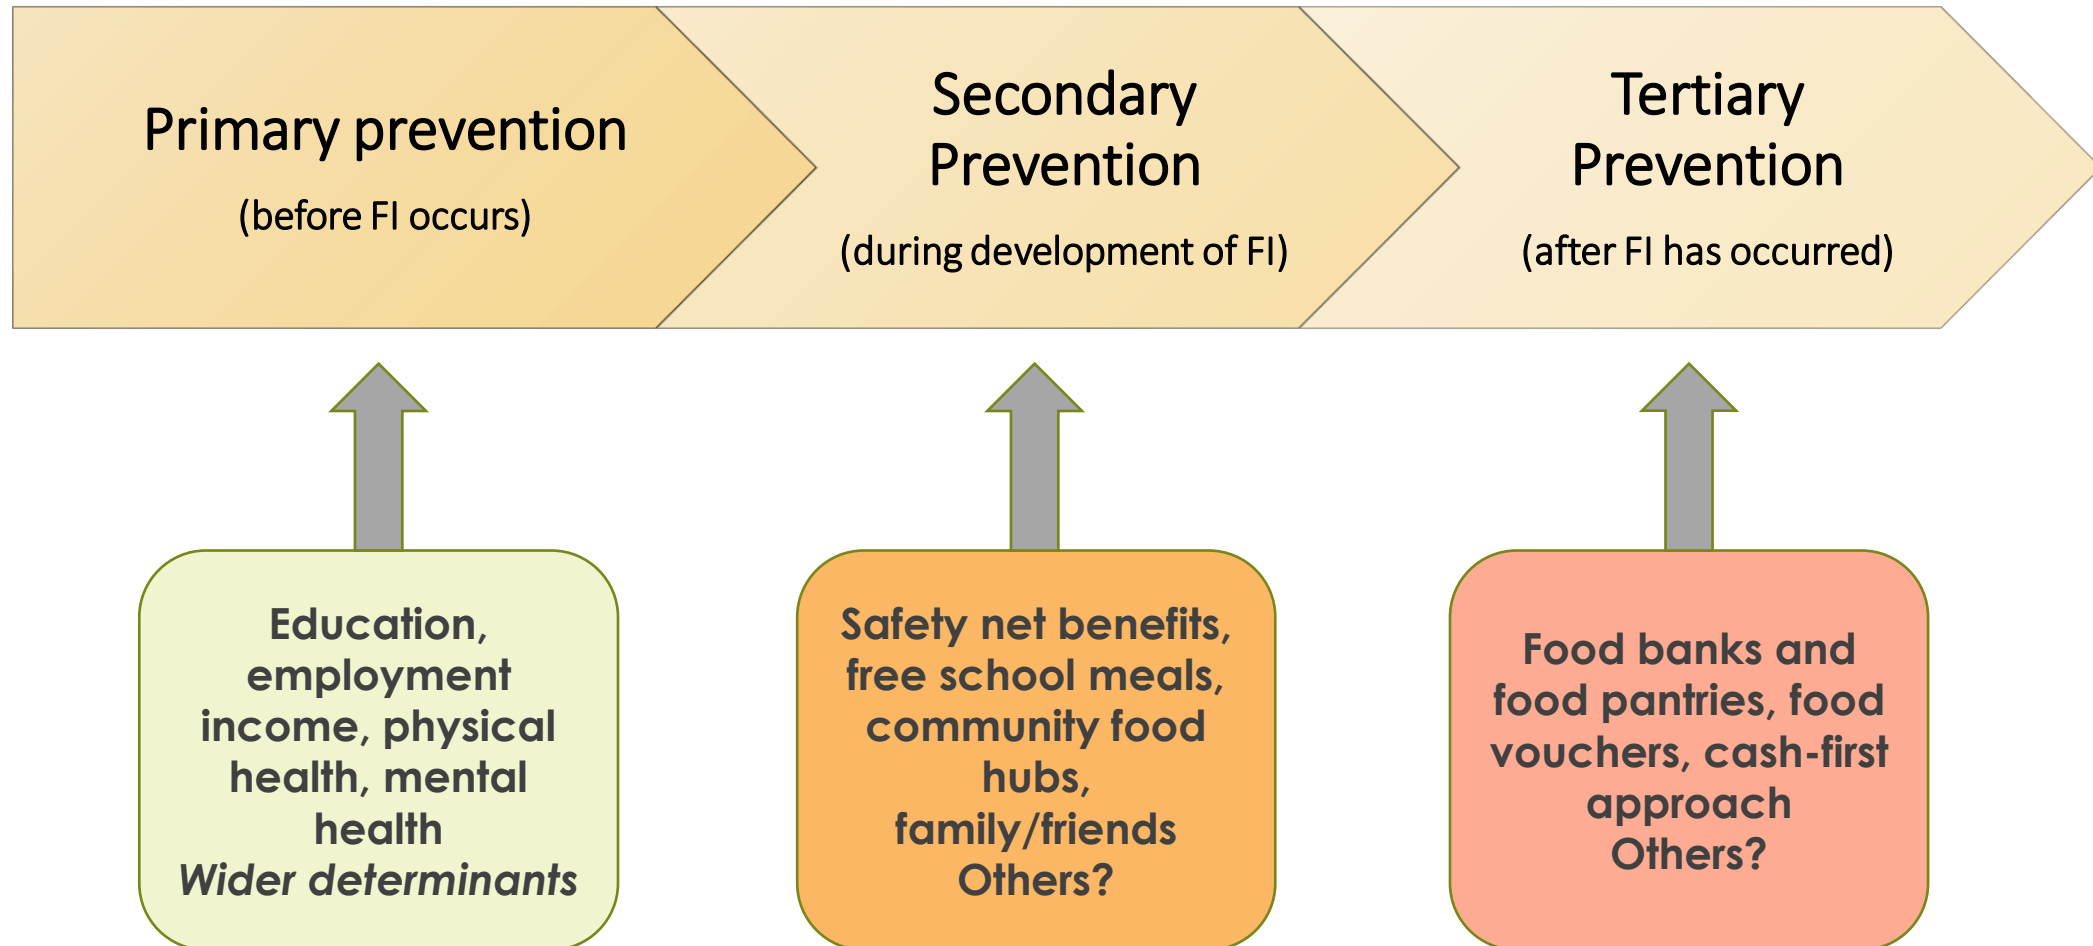 Primary prevention
(before FI occurs)
Secondary
Prevention
(during development of FI)
Tertiary
Prevention
(after FI has occurred)
Education,
employment
income, physical
health, mental
health
Wider determinants
Safety net benefits,
free school meals,
community food
hubs,
family/friends
Others?
Food banks and
food pantries, food
vouchers, cash-first
approach
Others?